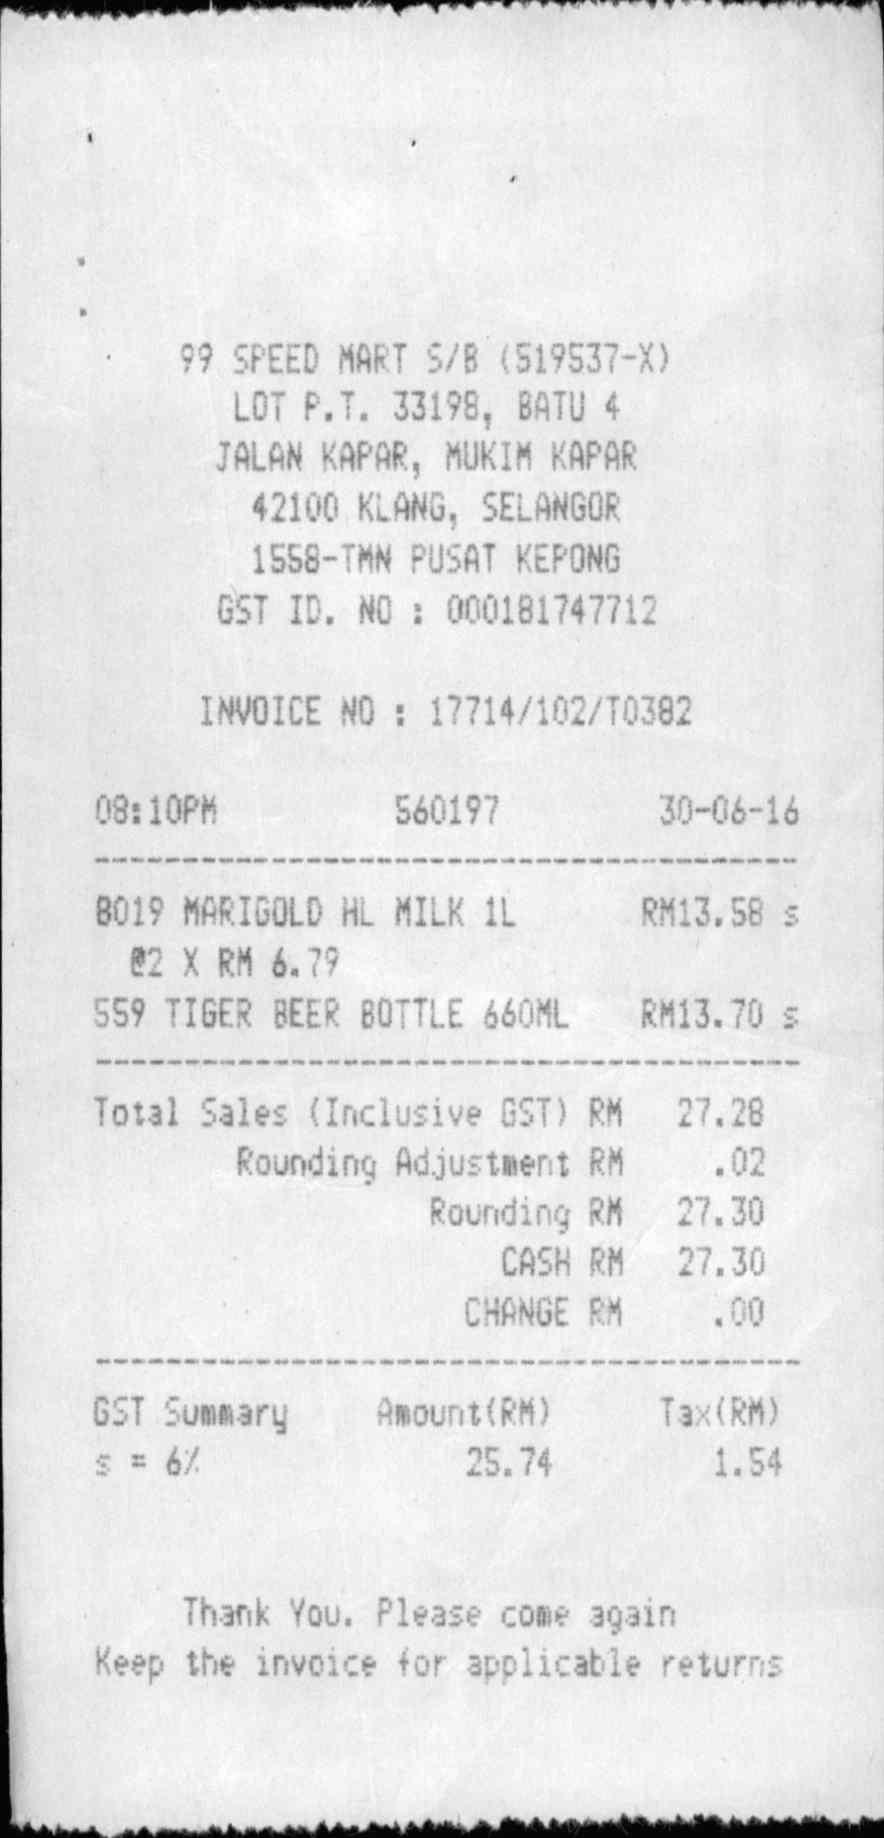 99 SPEED MART S/B (519537-X)
LOT P.T. 33198, BATU 4
JALAN KAPAR, MUKIM KAPAR
42100 KLANG, SELANGOR
1558-TMN PUSAT KEPONG
GST ID. NO : 000181747712
INVOICE NO : 17714/102/T0382
08:10PM 560197 30-06-16
8019 MARIGOLD HL MILK 1L RM13.58 s
@2 X RM 6.79
559 TIGER BEER BOTTLE 660ML RM13.70 s
Total Sales (Inclusive GST) RM 27.28
Rounding Adjustment RM .02
Rounding RM 27.30
CASH RM 27.30
CHANGE RM .00
GST Summary Amount(RM) Tax(RM)
s = 6% 25.74 1.54
Thank You. Please come again
Keep the invoice for applicable returns